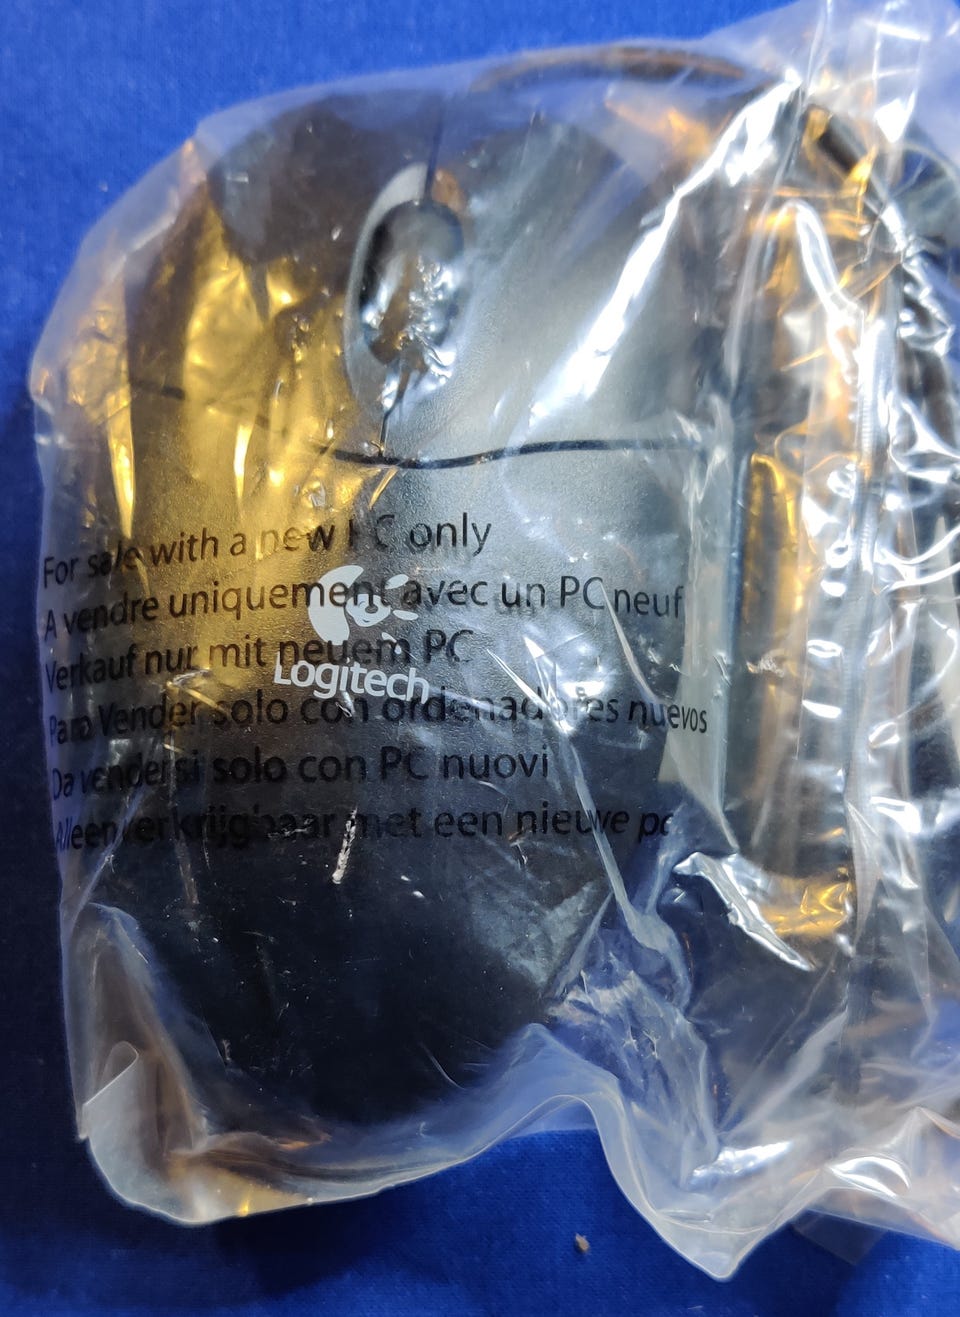 For sale with a new PC only
A vendre uniquement avec un PC neuf
Verkauf nur mit neuem PC
Logitech
Para Vender solo con ordenadores nuevos
Da vendersi solo con PC nuovi
Alleen verkrijgbaar met een nieuwe pc